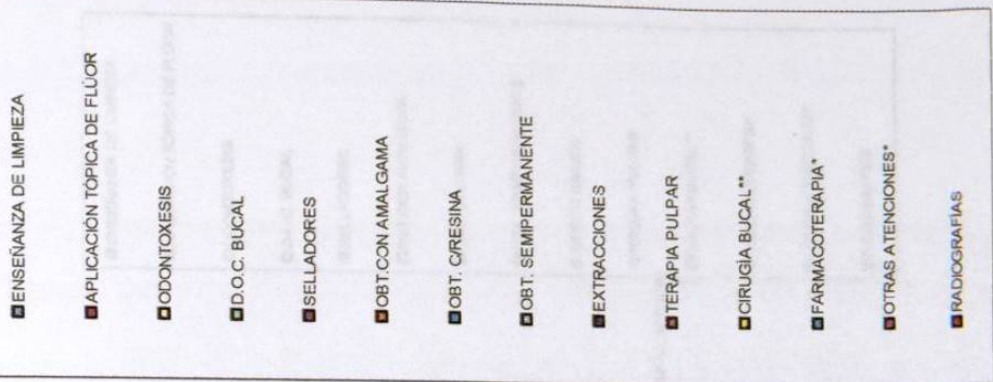 ENSEÑANZA DE LIMPIEZA
APLICACIÓN TÓPICA DE FLÚOR
ODONTOXESIS
D.O.C. BUCAL
SELLADORES
OBT.CON AMALGAMA
OBT. C/RESINA
OBT. SEMIPERMANENTE
EXTRACCIONES
TERAPIA PULPAR
CIRUGÍA BUCAL**
FARMACOTERAPIA*
OTRAS ATENCIONES*
RADIOGRAFÍAS